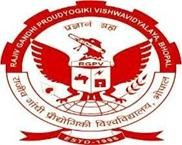 RAJIV GANDHI PROUDYOGIKI VISHWAVIDYALAYA BHOPAL
प्रज्ञानं ब्रह्म
RGPV
राजीव गांधी प्रौद्योगिकी विश्वविद्यालय, भोपाल
ESTD-1998